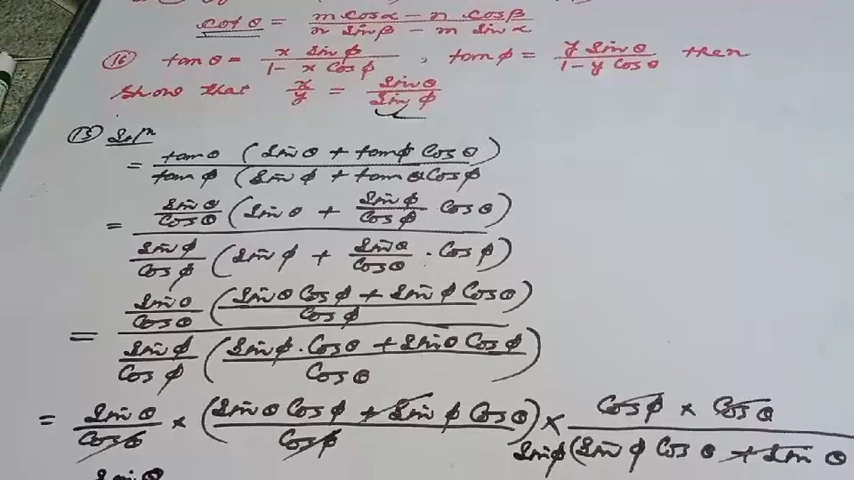 cot θ = m cos α - n cos β / n sin β - m sin α
(16) tan θ = x sin φ / 1 - x cos φ , tan φ = y sin θ / 1 - y cos θ then
Show that x/y = sin θ / sin φ
(15) Solⁿ
= tan θ (sin θ + tan φ cos θ) / tan φ (sin φ + tan θ cos φ
= sin θ / cos θ (sin θ + sin φ / cos φ cos θ) / sin φ / cos φ (sin φ + sin θ / cos θ . cos φ)
= sin θ / cos θ (sin θ cos φ + sin φ cos θ / cos φ) / sin φ / cos φ (sin φ . cos θ + sin θ cos φ / cos θ)
= sin θ / cos θ × (sin θ cos φ + sin φ cos θ / cos φ) × cos φ × cos θ / sin φ (sin φ cos θ + sin θ
sin θ